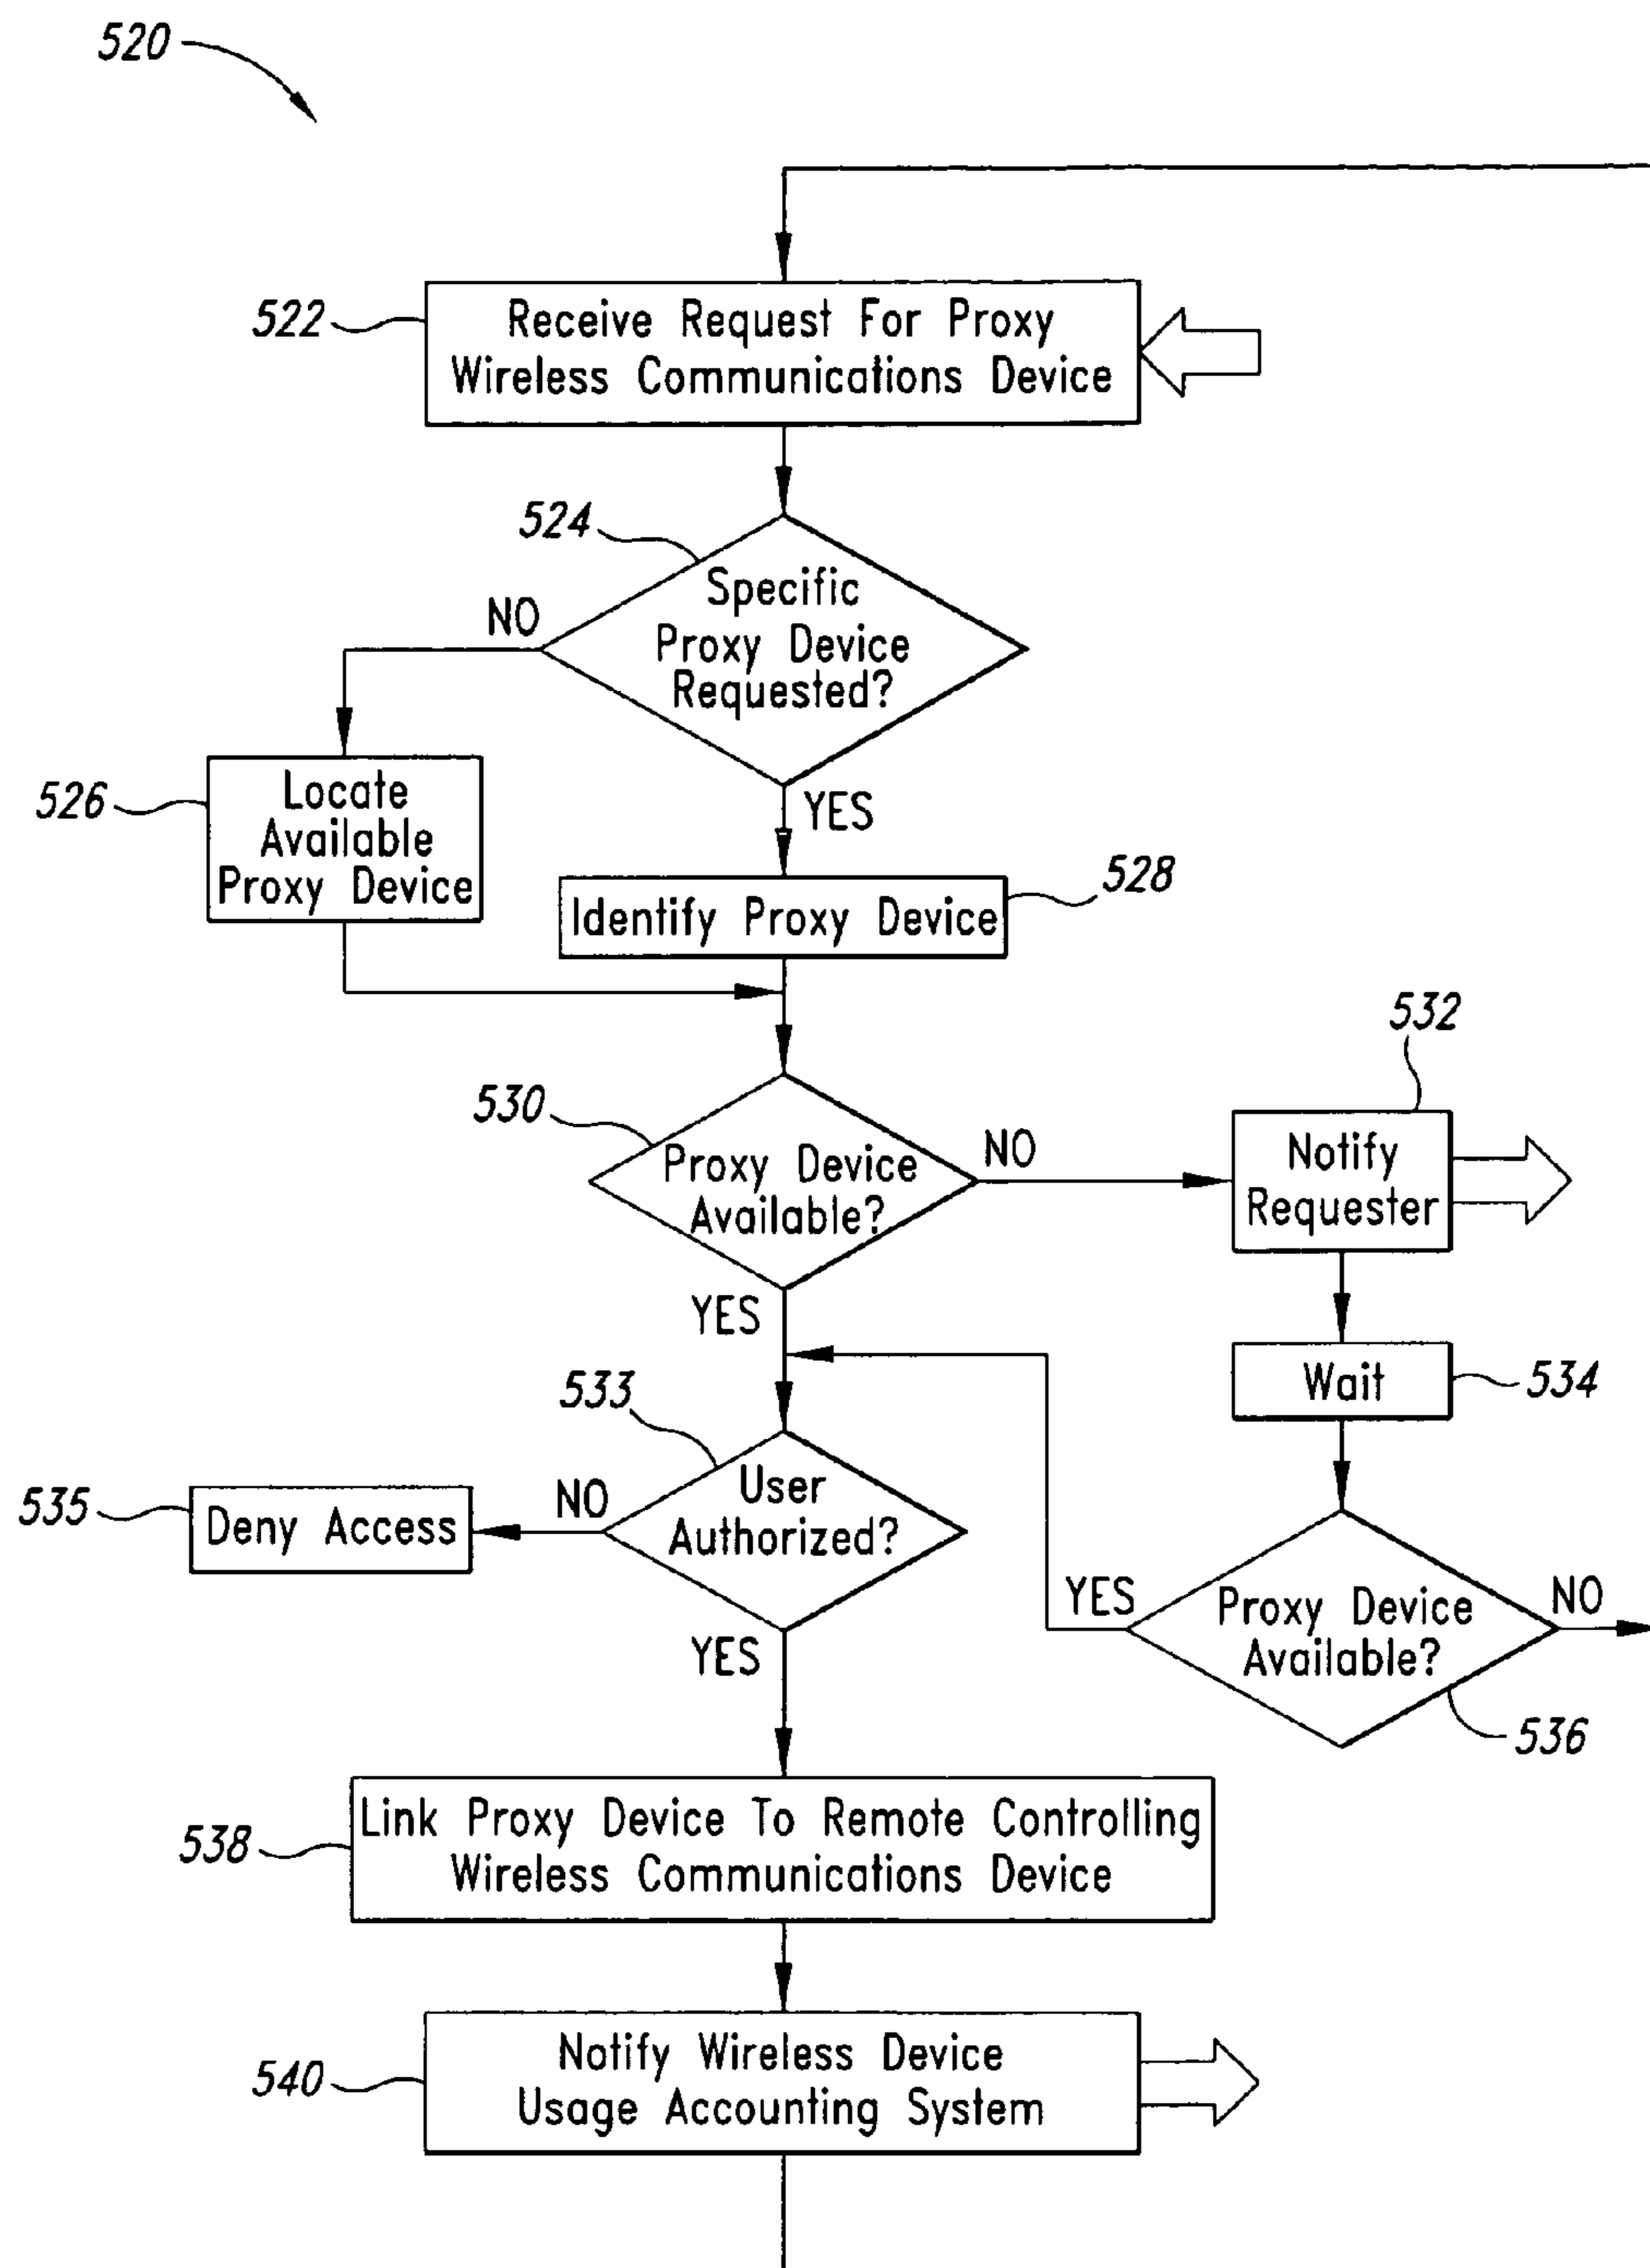 520
522
Receive Request For Proxy
Wireless Communications Device
524
Specific
Proxy Device
Requested?
NO
YES
526
Locate
Available
Proxy Device
528
Identify Proxy Device
530
Proxy Device
Available?
NO
YES
532
Notify
Requester
534
Wait
533
User
Authorized?
NO
YES
535
Deny Access
536
Proxy Device
Available?
YES
NO
538
Link Proxy Device To Remote Controlling
Wireless Communications Device
540
Notify Wireless Device
Usage Accounting System